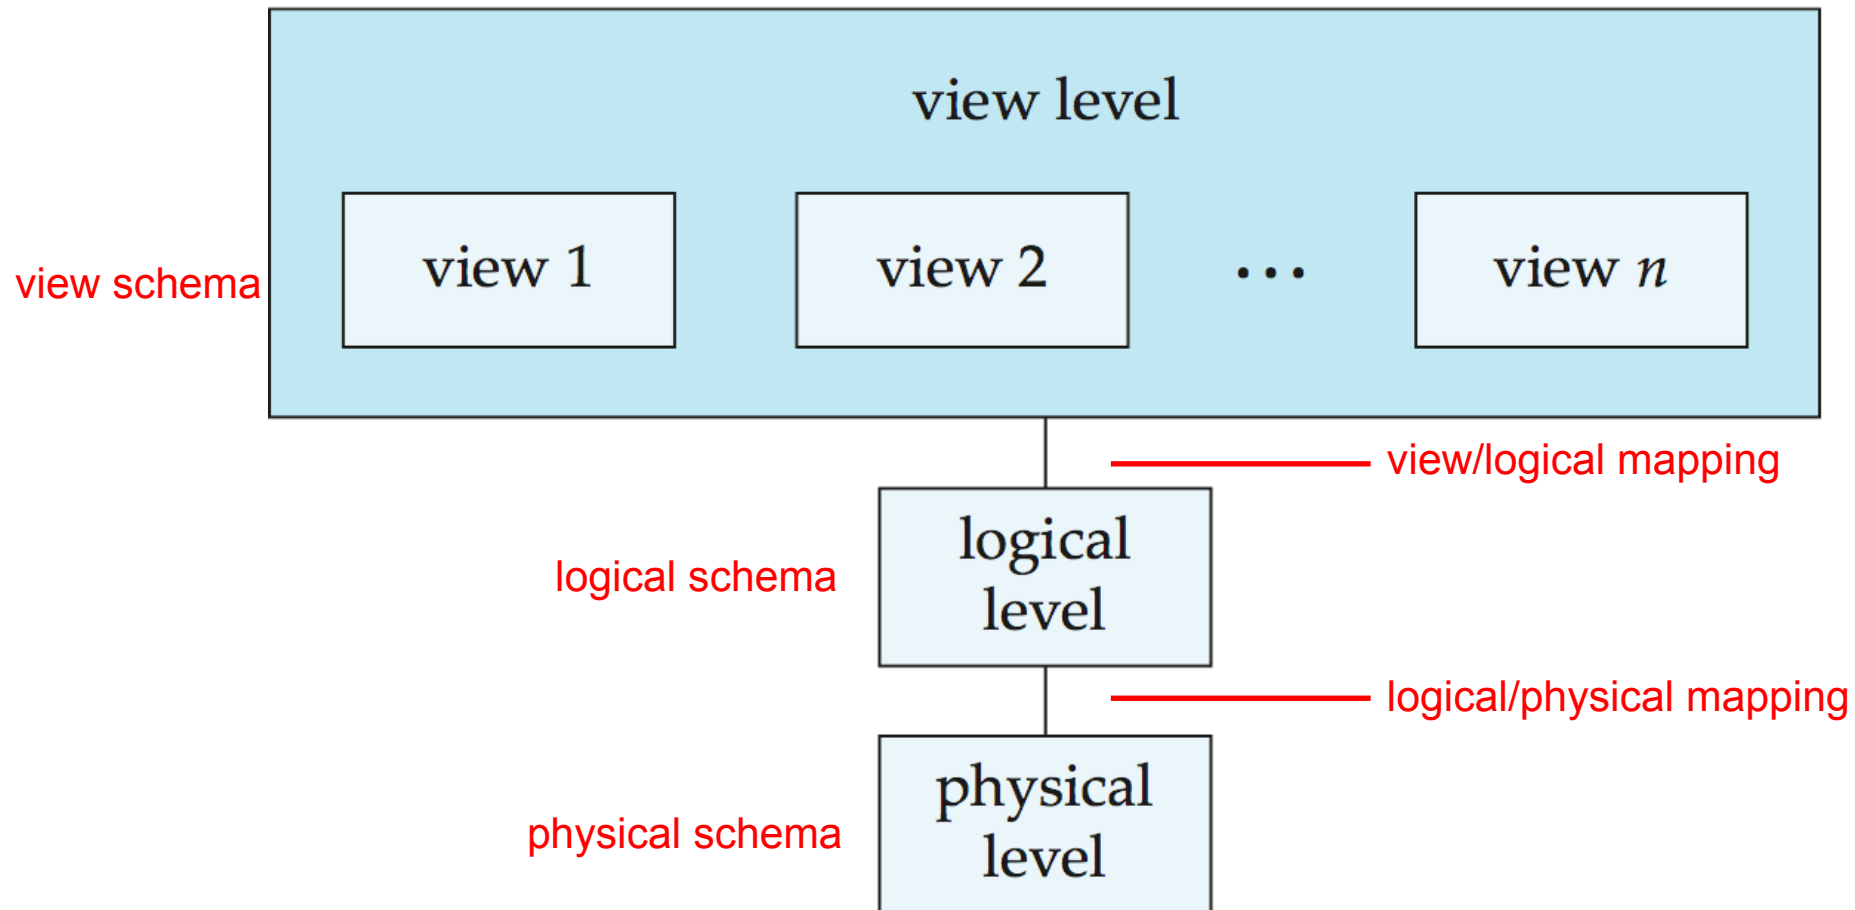 view level
view schema
view 1
view 2
...
view n
view/logical mapping
logical schema
logical
level
logical/physical mapping
physical schema
physical
level